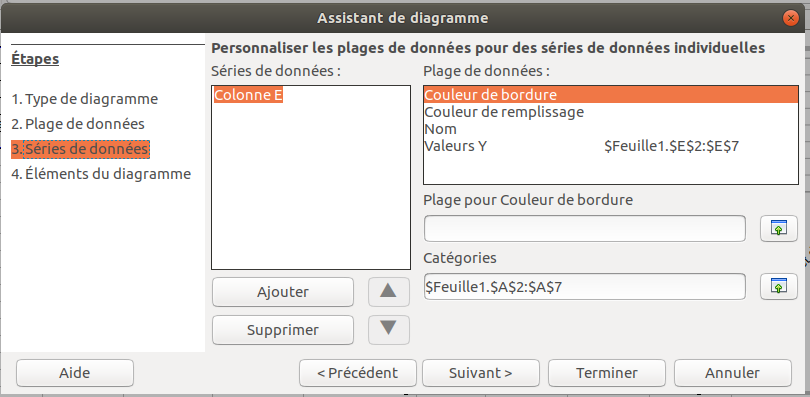 Assistant de diagramme
Étapes
1. Type de diagramme
2. Plage de données
3. Séries de données
4. Éléments du diagramme
Personnaliser les plages de données pour des séries de données individuelles
Séries de données :
Colonne E
Ajouter
Supprimer
Plage de données :
Couleur de bordure
Couleur de remplissage
Nom
Valeurs Y $Feuille1.$E$2:$E$7
Plage pour Couleur de bordure
Catégories
$Feuille1.$A$2:$A$7
Aide
< Précédent
Suivant >
Terminer
Annuler